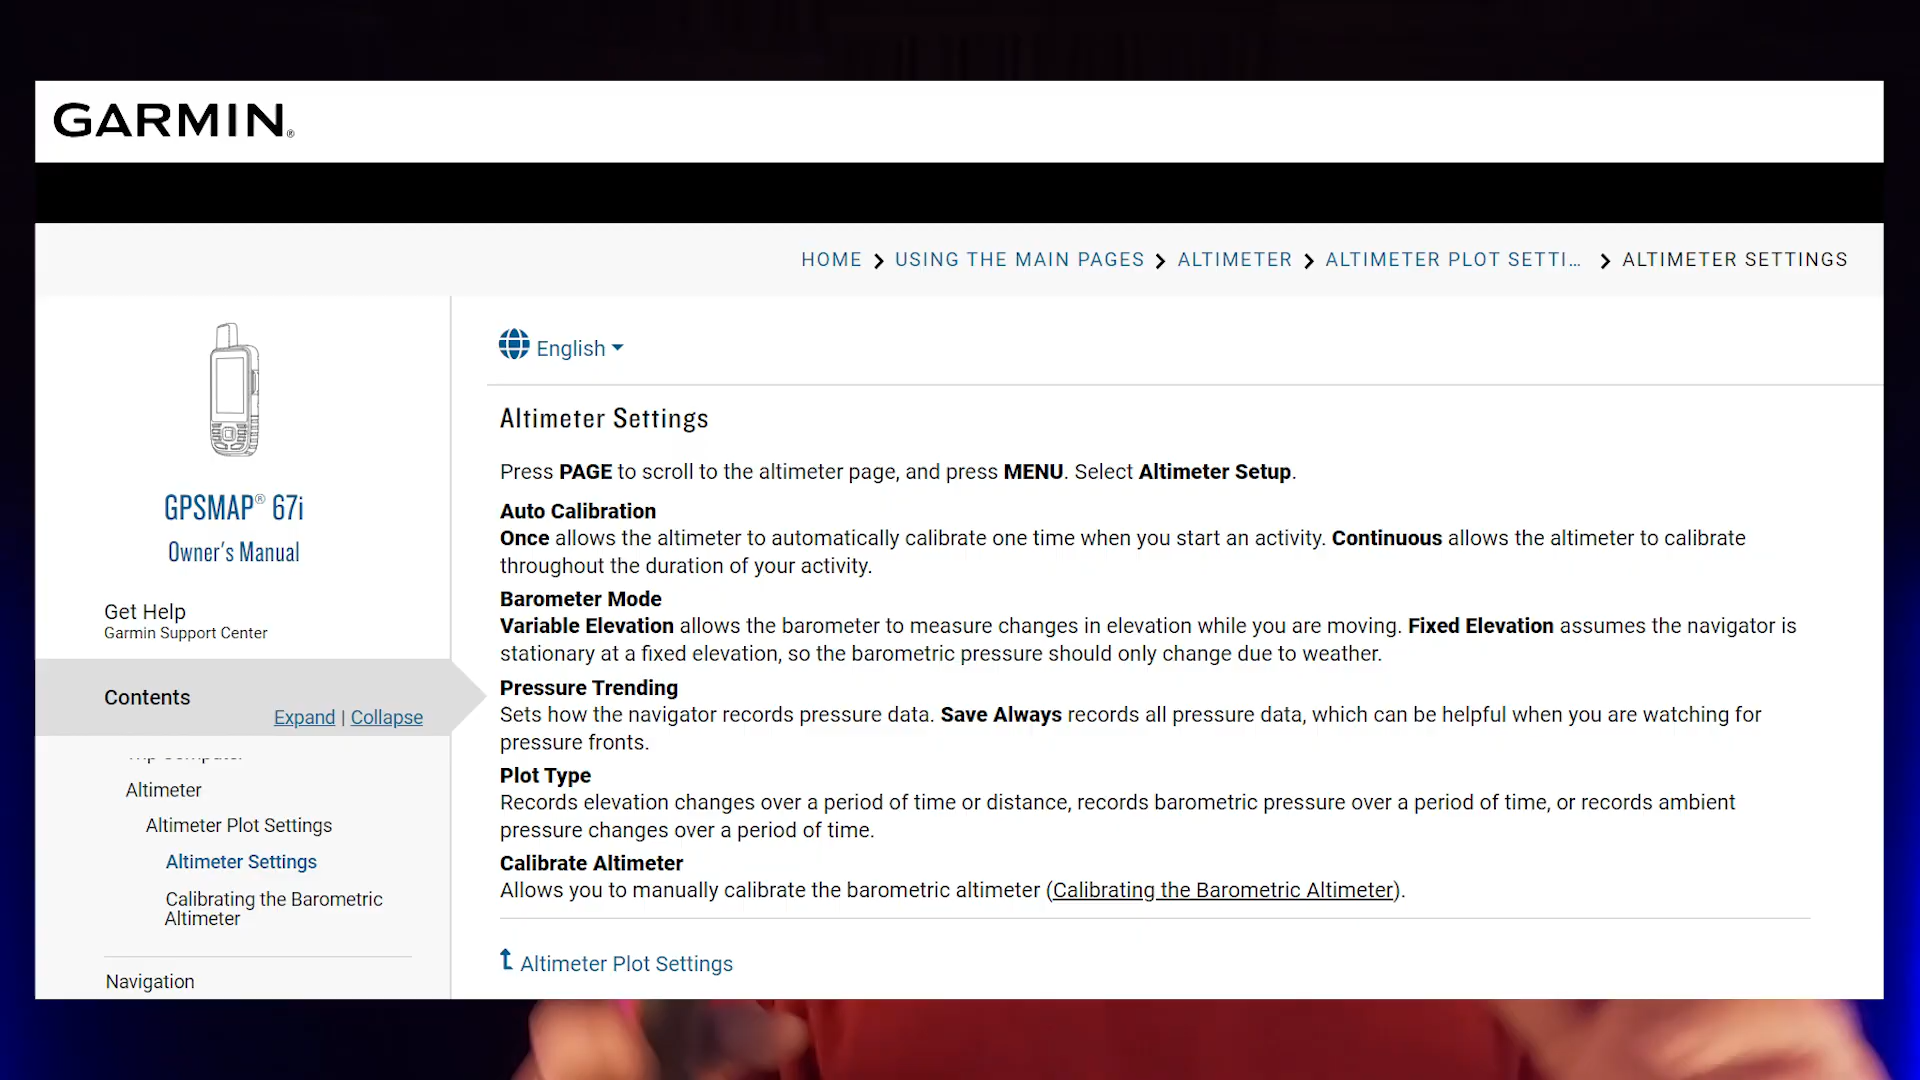 GARMIN®
HOME > USING THE MAIN PAGES > ALTIMETER > ALTIMETER PLOT SETTI... > ALTIMETER SETTINGS
GPSMAP® 67i
Owner's Manual
Get Help
Garmin Support Center
Contents
Expand | Collapse
Altimeter
Altimeter Plot Settings
Altimeter Settings
Calibrating the Barometric
Altimeter
Navigation
English
Altimeter Settings
Press PAGE to scroll to the altimeter page, and press MENU. Select Altimeter Setup.
Auto Calibration
Once allows the altimeter to automatically calibrate one time when you start an activity. Continuous allows the altimeter to calibrate
throughout the duration of your activity.
Barometer Mode
Variable Elevation allows the barometer to measure changes in elevation while you are moving. Fixed Elevation assumes the navigator is
stationary at a fixed elevation, so the barometric pressure should only change due to weather.
Pressure Trending
Sets how the navigator records pressure data. Save Always records all pressure data, which can be helpful when you are watching for
pressure fronts.
Plot Type
Records elevation changes over a period of time or distance, records barometric pressure over a period of time, or records ambient
pressure changes over a period of time.
Calibrate Altimeter
Allows you to manually calibrate the barometric altimeter (Calibrating the Barometric Altimeter).
Altimeter Plot Settings